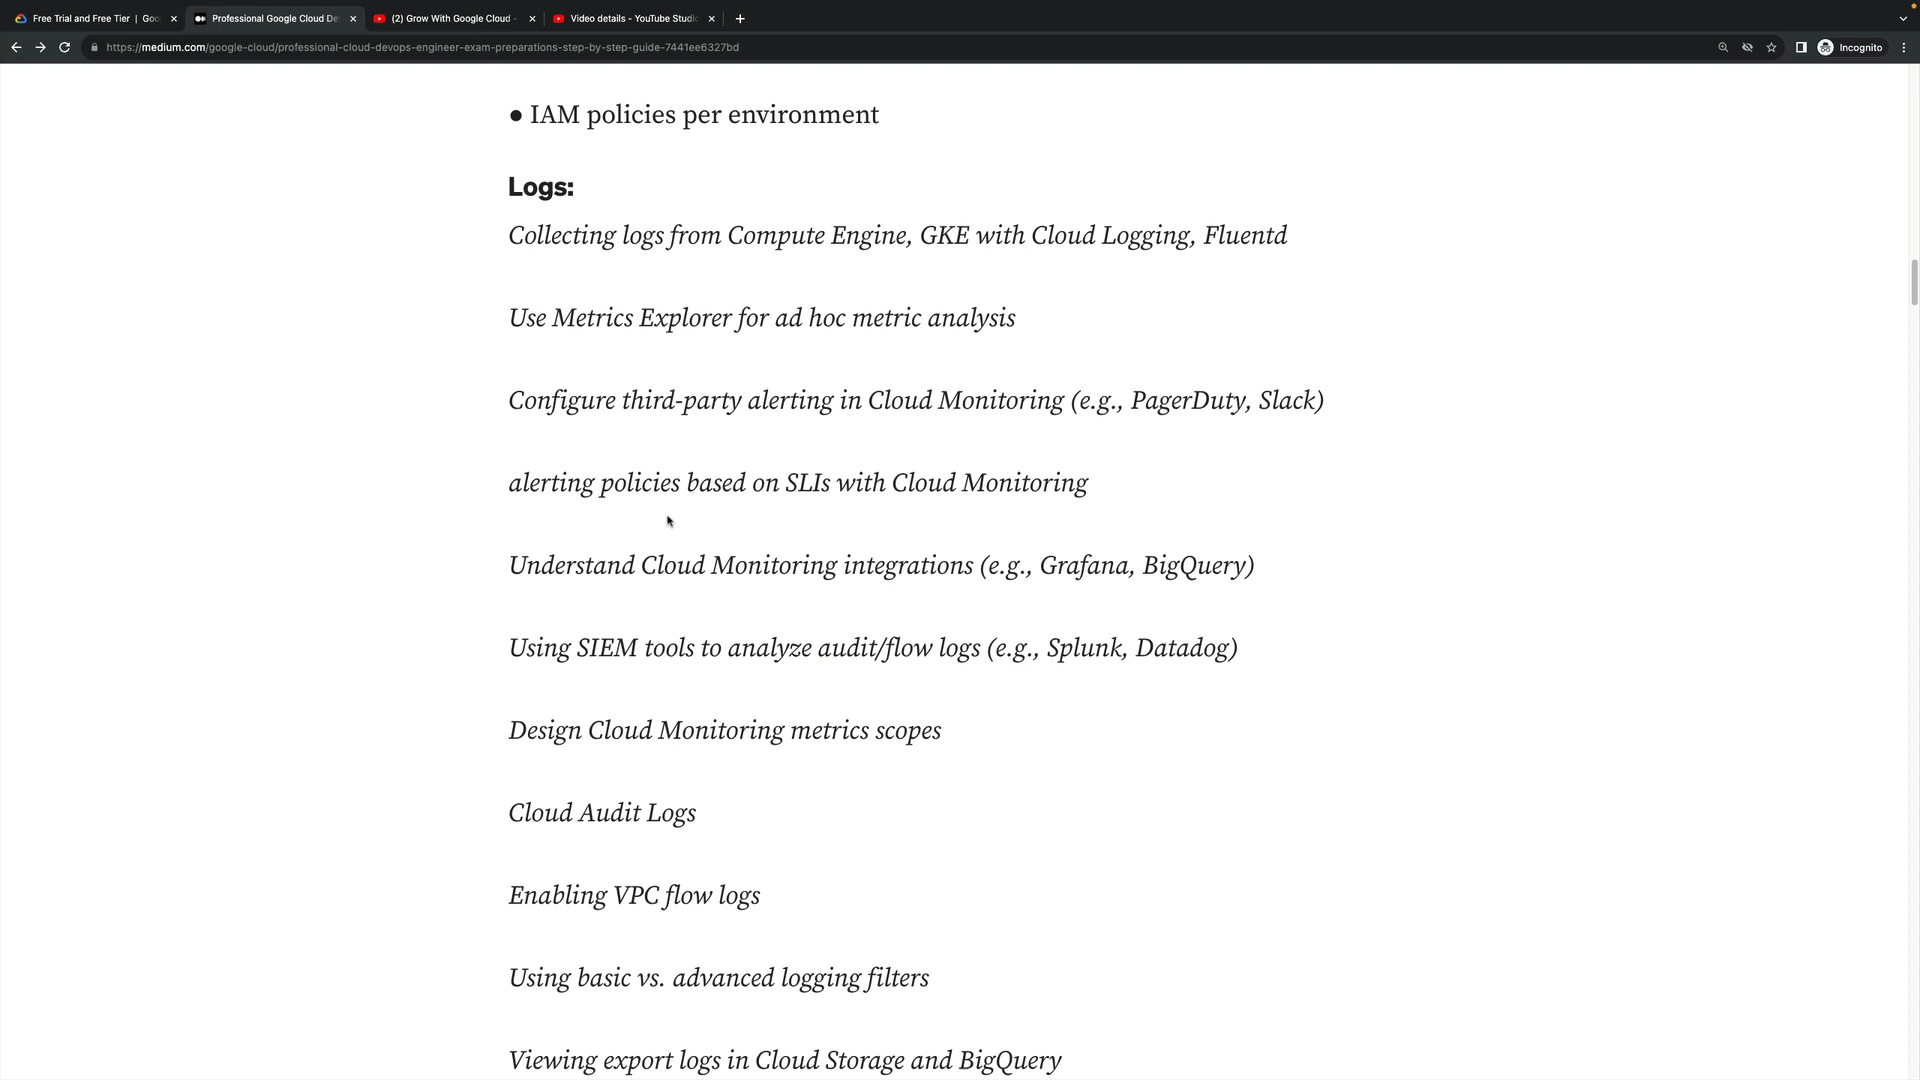 Free Trial and Free Tier | Goo
Professional Google Cloud De
(2) Grow With Google Cloud -
Video details - YouTube Studio
https://medium.com/google-cloud/professional-cloud-devops-engineer-exam-preparations-step-by-step-guide-7441ee6327bd
Incognito
● IAM policies per environment
Logs:
Collecting logs from Compute Engine, GKE with Cloud Logging, Fluentd
Use Metrics Explorer for ad hoc metric analysis
Configure third-party alerting in Cloud Monitoring (e.g., PagerDuty, Slack)
alerting policies based on SLIs with Cloud Monitoring
Understand Cloud Monitoring integrations (e.g., Grafana, BigQuery)
Using SIEM tools to analyze audit/flow logs (e.g., Splunk, Datadog)
Design Cloud Monitoring metrics scopes
Cloud Audit Logs
Enabling VPC flow logs
Using basic vs. advanced logging filters
Viewing export logs in Cloud Storage and BigQuery